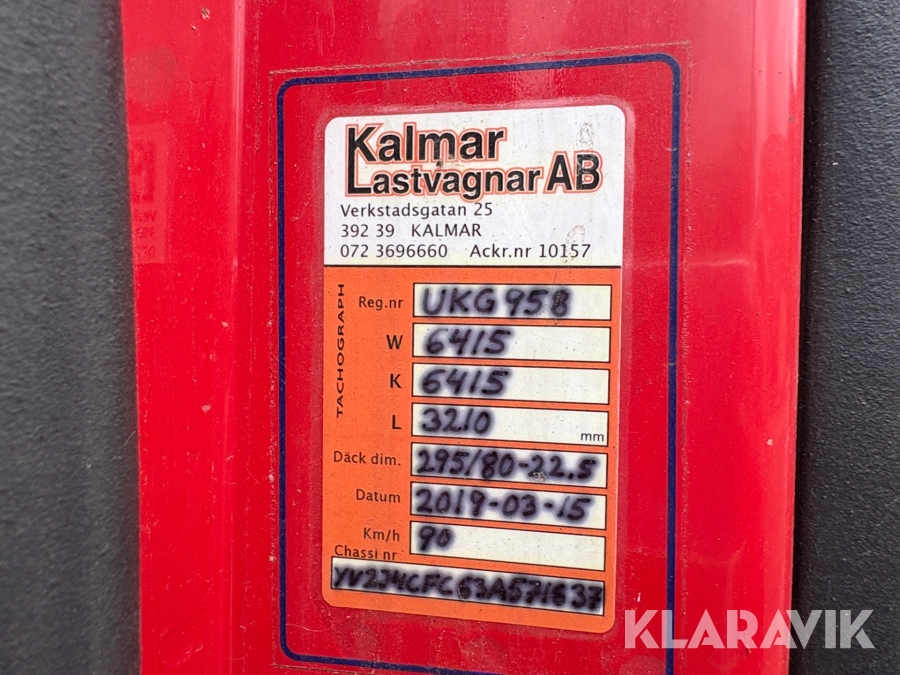 Kalmar
Lastvagnar AB
Verkstadsgatan 25
392 39 KALMAR
072 3696660 Ackr.nr 10157
TACHOGRAPH
Reg.nr UKG958
W 6415
K 6415
L 3210 mm
Däck dim. 295/80-22.5
Datum 2019-03-15
Km/h 90
Chassi nr
YV2J4CFC63A571637
KLARAVIK